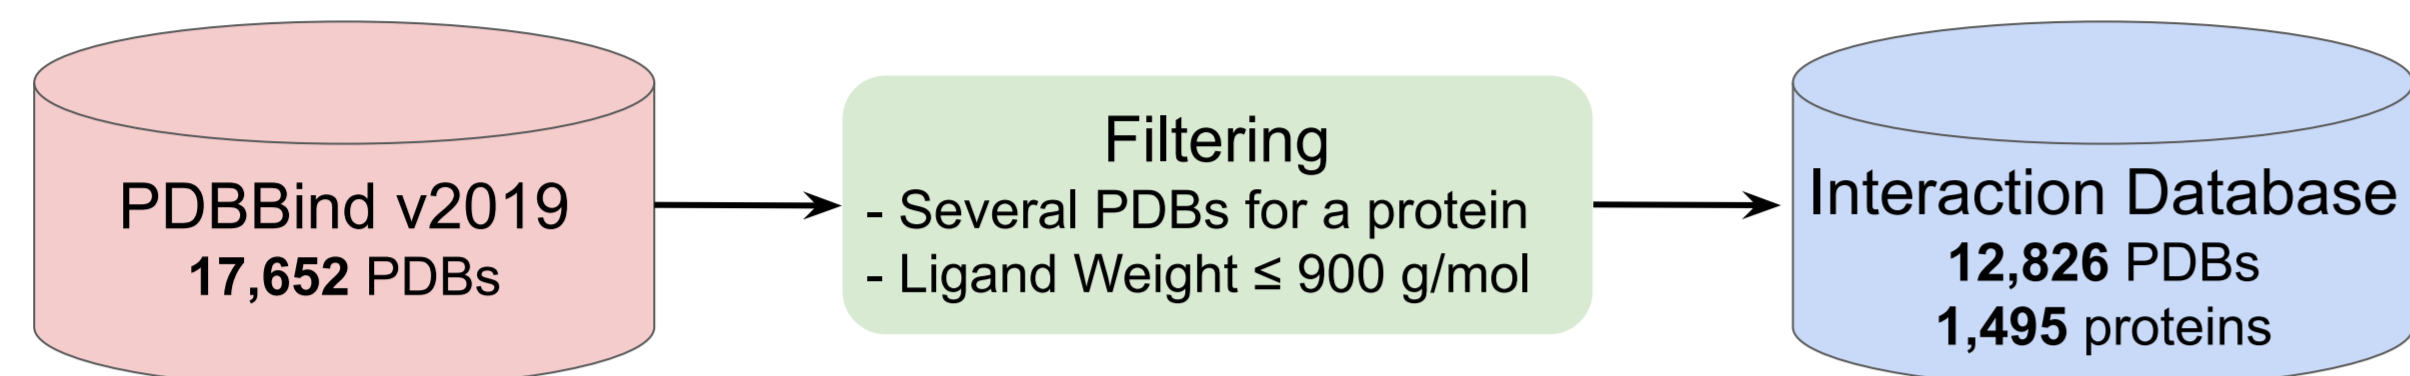 PDBBind v2019
17,652 PDBs
Filtering
- Several PDBs for a protein
- Ligand Weight ≤ 900 g/mol
Interaction Database
12,826 PDBs
1,495 proteins